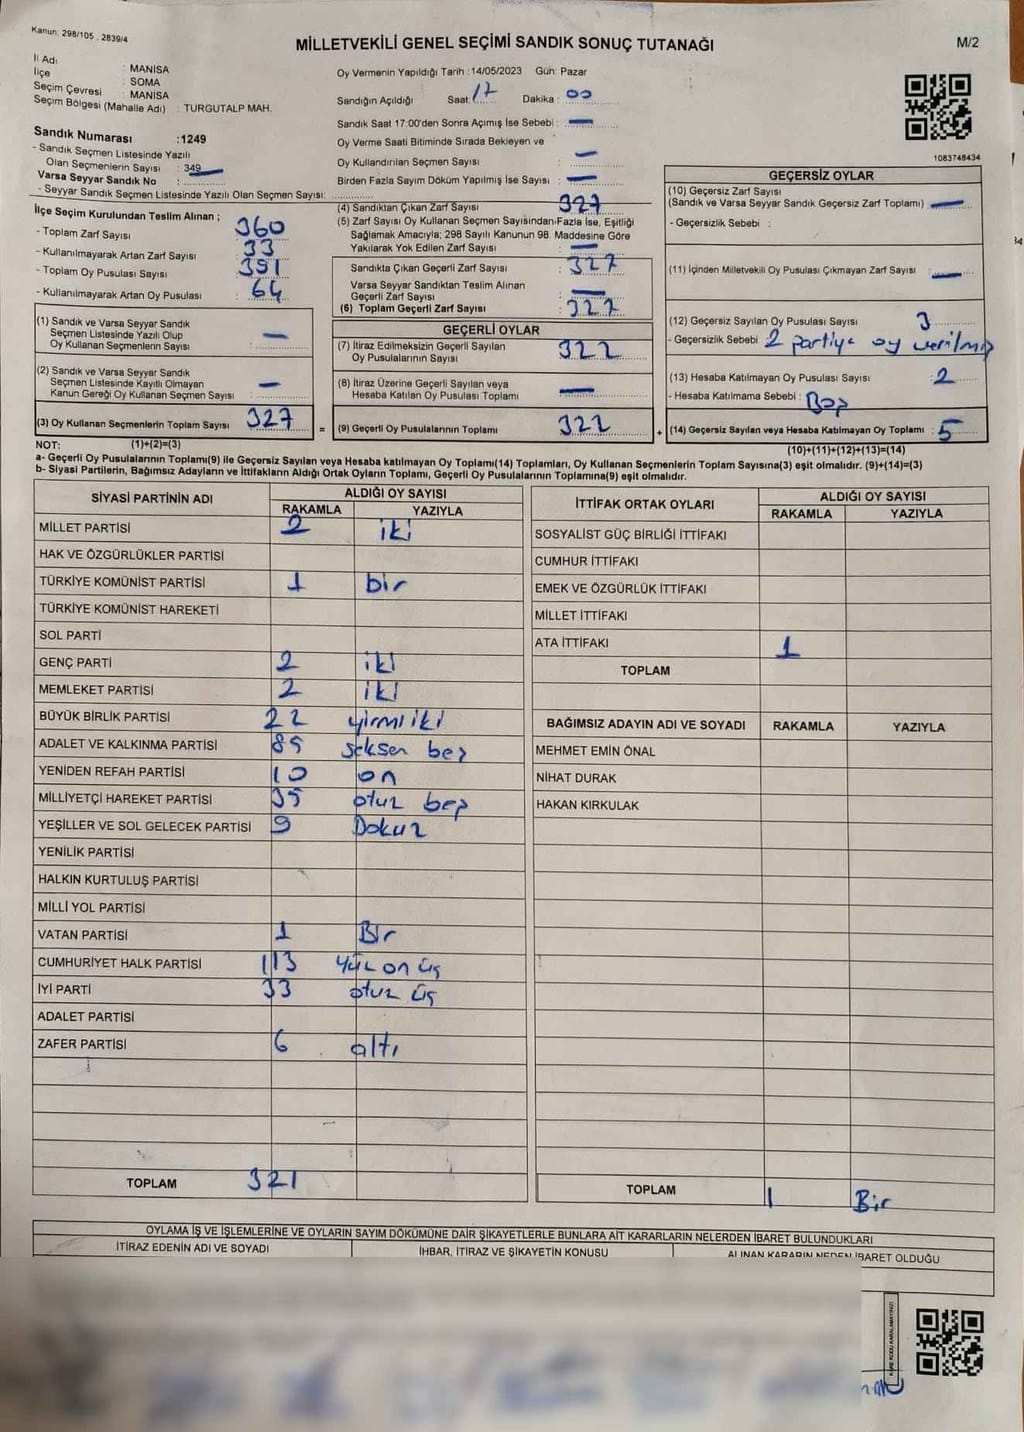 Kanun: 298/105, 2839/4
MİLLETVEKİLİ GENEL SEÇİMİ SANDIK SONUÇ TUTANAĞI
M/2
İl Adı : MANİSA
İlçe : SOMA
Seçim Çevresi : MANİSA
Seçim Bölgesi (Mahalle Adı) : TURGUTALP MAH.
Sandık Numarası :1249
- Sandık Seçmen Listesinde Yazılı
Olan Seçmenlerin Sayısı : 349
Varsa Seyyar Sandık No :
- Seyyar Sandık Seçmen Listesinde Yazılı Olan Seçmen Sayısı:
İlçe Seçim Kurulundan Teslim Alınan ;
- Toplam Zarf Sayısı : 360
- Kullanılmayarak Artan Zarf Sayısı : 33
- Toplam Oy Pusulası Sayısı : 391
- Kullanılmayarak Artan Oy Pusulası : 64
(1) Sandık ve Varsa Seyyar Sandık
Seçmen Listesinde Yazılı Olup
Oy Kullanan Seçmenlerin Sayısı : —
(2) Sandık ve Varsa Seyyar Sandık
Seçmen Listesinde Kayıtlı Olmayan
Kanun Gereği Oy Kullanan Seçmen Sayısı : —
(3) Oy Kullanan Seçmenlerin Toplam Sayısı : 327
Oy Vermenin Yapıldığı Tarih :14/05/2023 Gün: Pazar
Sandığın Açıldığı Saat: 17 Dakika : 00
Sandık Saat 17:00'den Sonra Açımış İse Sebebi : —
Oy Verme Saati Bitiminde Sırada Bekleyen ve
Oy Kullandırılan Seçmen Sayısı : —
Birden Fazla Sayım Döküm Yapılmış İse Sayısı : —
(4) Sandıktan Çıkan Zarf Sayısı : 327
(5) Zarf Sayısı Oy Kullanan Seçmen Sayısından Fazla İse, Eşitliği
Sağlamak Amacıyla; 298 Sayılı Kanunun 98. Maddesine Göre
Yakılarak Yok Edilen Zarf Sayısı : —
Sandıkta Çıkan Geçerli Zarf Sayısı : 327
Varsa Seyyar Sandıktan Teslim Alınan
Geçerli Zarf Sayısı : —
(6) Toplam Geçerli Zarf Sayısı : 327
GEÇERLİ OYLAR
(7) İtiraz Edilmeksizin Geçerli Sayılan
Oy Pusulalarının Sayısı : 322
(8) İtiraz Üzerine Geçerli Sayılan veya
Hesaba Katılan Oy Pusulası Toplamı : —
= (9) Geçerli Oy Pusulalarının Toplamı : 322
1083748434
GEÇERSİZ OYLAR
(10) Geçersiz Zarf Sayısı
(Sandık ve Varsa Seyyar Sandık Geçersiz Zarf Toplamı) : —
- Geçersizlik Sebebi :
(11) İçinden Milletvekili Oy Pusulası Çıkmayan Zarf Sayısı : —
(12) Geçersiz Sayılan Oy Pusulası Sayısı : 3
- Geçersizlik Sebebi : 2 partiye oy verilmiş
(13) Hesaba Katılmayan Oy Pusulası Sayısı : 2
- Hesaba Katılmama Sebebi : Boş
+ (14) Geçersiz Sayılan veya Hesaba Katılmayan Oy Toplamı : 5
NOT: (1)+(2)=(3)
(10)+(11)+(12)+(13)=(14)
a- Geçerli Oy Pusulalarının Toplamı(9) ile Geçersiz Sayılan veya Hesaba katılmayan Oy Toplamı(14) Toplamları, Oy Kullanan Seçmenlerin Toplam Sayısına(3) eşit olmalıdır. (9)+(14)=(3)
b- Siyasi Partilerin, Bağımsız Adayların ve İttifakların Aldığı Ortak Oyların Toplamı, Geçerli Oy Pusulalarının Toplamına(9) eşit olmalıdır.
SİYASİ PARTİNİN ADI ALDIĞI OY SAYISI
RAKAMLA YAZIYLA
MİLLET PARTİSİ 2 iki
HAK VE ÖZGÜRLÜKLER PARTİSİ
TÜRKİYE KOMÜNİST PARTİSİ 1 bir
TÜRKİYE KOMÜNİST HAREKETİ
SOL PARTİ
GENÇ PARTİ 2 iki
MEMLEKET PARTİSİ 2 iki
BÜYÜK BİRLİK PARTİSİ 22 yirmi iki
ADALET VE KALKINMA PARTİSİ 85 seksen beş
YENİDEN REFAH PARTİSİ 10 on
MİLLİYETÇİ HAREKET PARTİSİ 35 otuz beş
YEŞİLLER VE SOL GELECEK PARTİSİ 9 Dokuz
YENİLİK PARTİSİ
HALKIN KURTULUŞ PARTİSİ
MİLLİ YOL PARTİSİ
VATAN PARTİSİ 1 Bir
CUMHURİYET HALK PARTİSİ 113 yüz on üç
İYİ PARTİ 33 otuz üç
ADALET PARTİSİ
ZAFER PARTİSİ 6 altı
TOPLAM 321
İTTİFAK ORTAK OYLARI ALDIĞI OY SAYISI
RAKAMLA YAZIYLA
SOSYALİST GÜÇ BİRLİĞİ İTTİFAKI
CUMHUR İTTİFAKI
EMEK VE ÖZGÜRLÜK İTTİFAKI
MİLLET İTTİFAKI
ATA İTTİFAKI 1
TOPLAM
BAĞIMSIZ ADAYIN ADI VE SOYADI RAKAMLA YAZIYLA
MEHMET EMİN ÖNAL
NİHAT DURAK
HAKAN KIRKULAK
TOPLAM 1 Bir
OYLAMA İŞ VE İŞLEMLERİNE VE OYLARIN SAYIM DÖKÜMÜNE DAİR ŞİKAYETLERLE BUNLARA AİT KARARLARIN NELERDEN İBARET BULUNDUKLARI
İTİRAZ EDENİN ADI VE SOYADI İHBAR, İTİRAZ VE ŞİKAYETİN KONUSU ALINAN KARARIN NEDEN İBARET OLDUĞU
KARE KODU KARALAMAYINIZ!